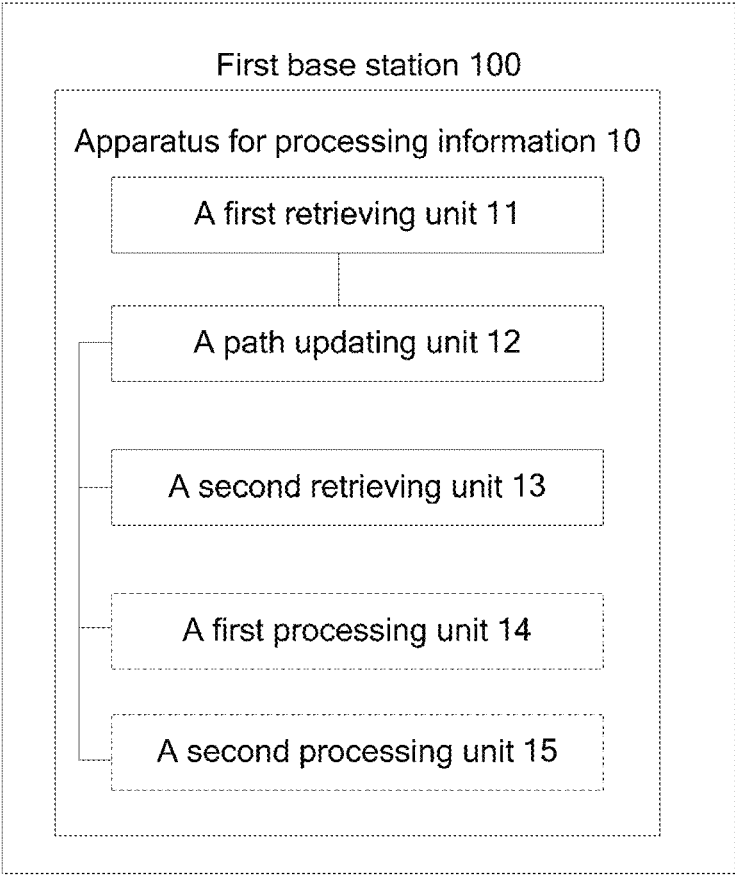 First base station 100
Apparatus for processing information 10
A first retrieving unit 11
A path updating unit 12
A second retrieving unit 13
A first processing unit 14
A second processing unit 15